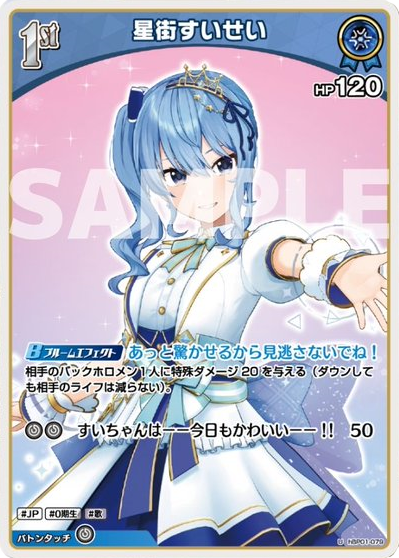 1st
星街すいせい
HP120
SAMPLE
ブルームエフェクト あっと驚かせるから見逃さないでね!
相手のバックホロメン1人に特殊ダメージ20を与える(ダウンして
も相手のライフは減らない)。
すいちゃんは――今日もかわいい――!! 50
#JP #0期生 #歌
バトンタッチ
U hBP01-079